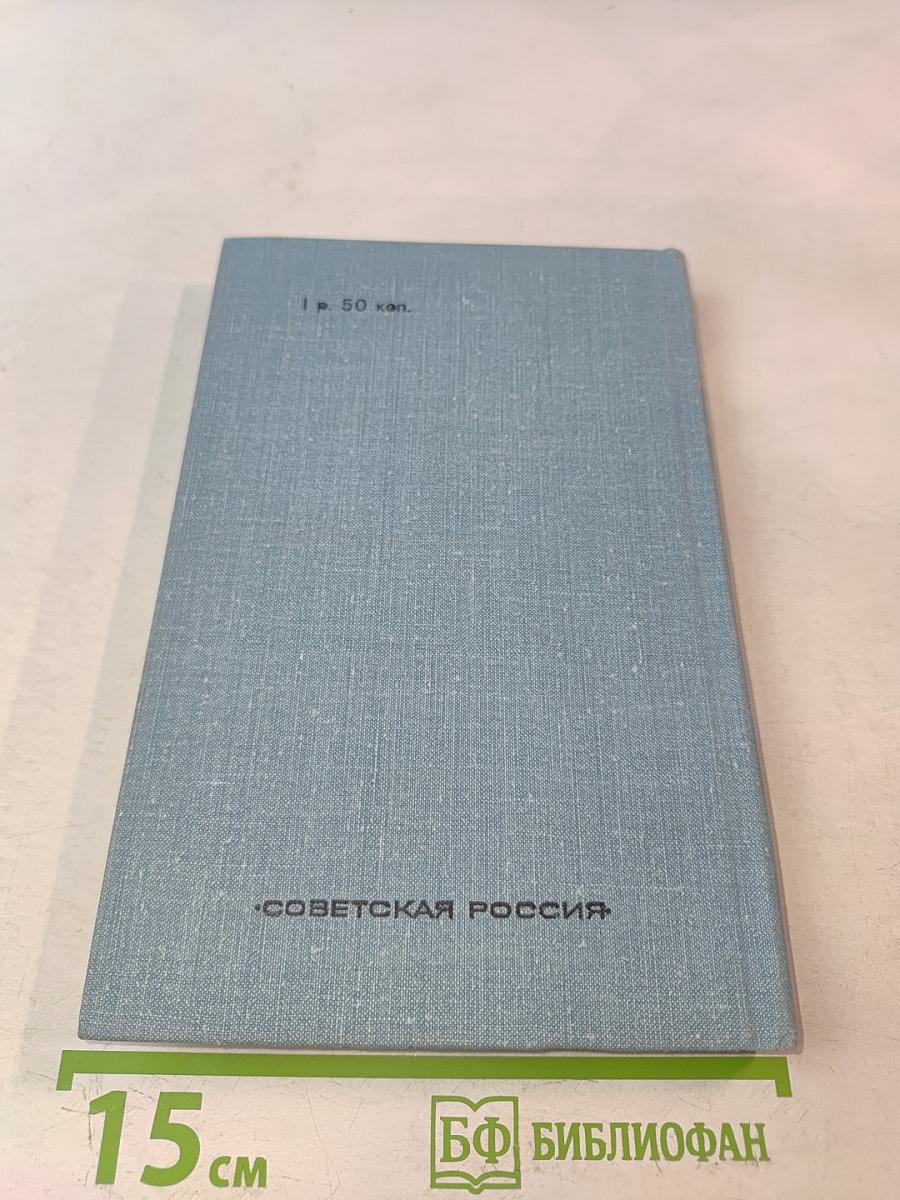 1 р. 50 коп.
«СОВЕТСКАЯ РОССИЯ»
15 см
БФ БИБЛИОФАН